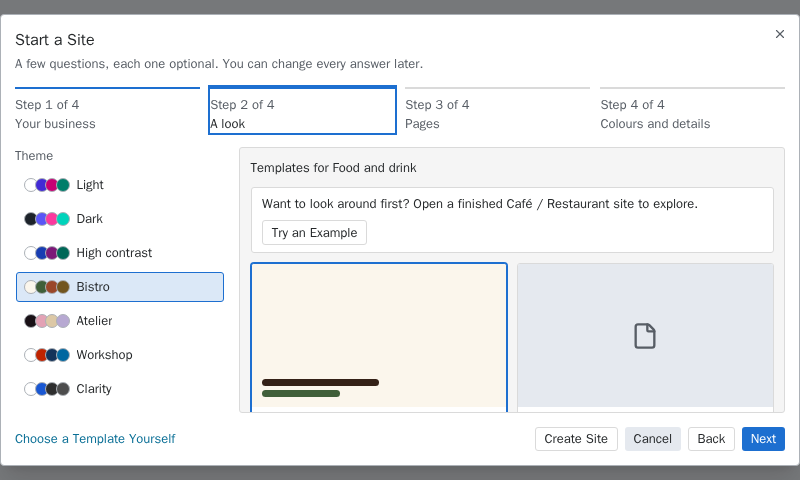 Start a Site
A few questions, each one optional. You can change every answer later.
Step 1 of 4
Your business
Step 2 of 4
A look
Step 3 of 4
Pages
Step 4 of 4
Colours and details
Theme
Light
Dark
High contrast
Bistro
Atelier
Workshop
Clarity
Templates for Food and drink
Want to look around first? Open a finished Café / Restaurant site to explore.
Try an Example
Choose a Template Yourself
Create Site
Cancel
Back
Next